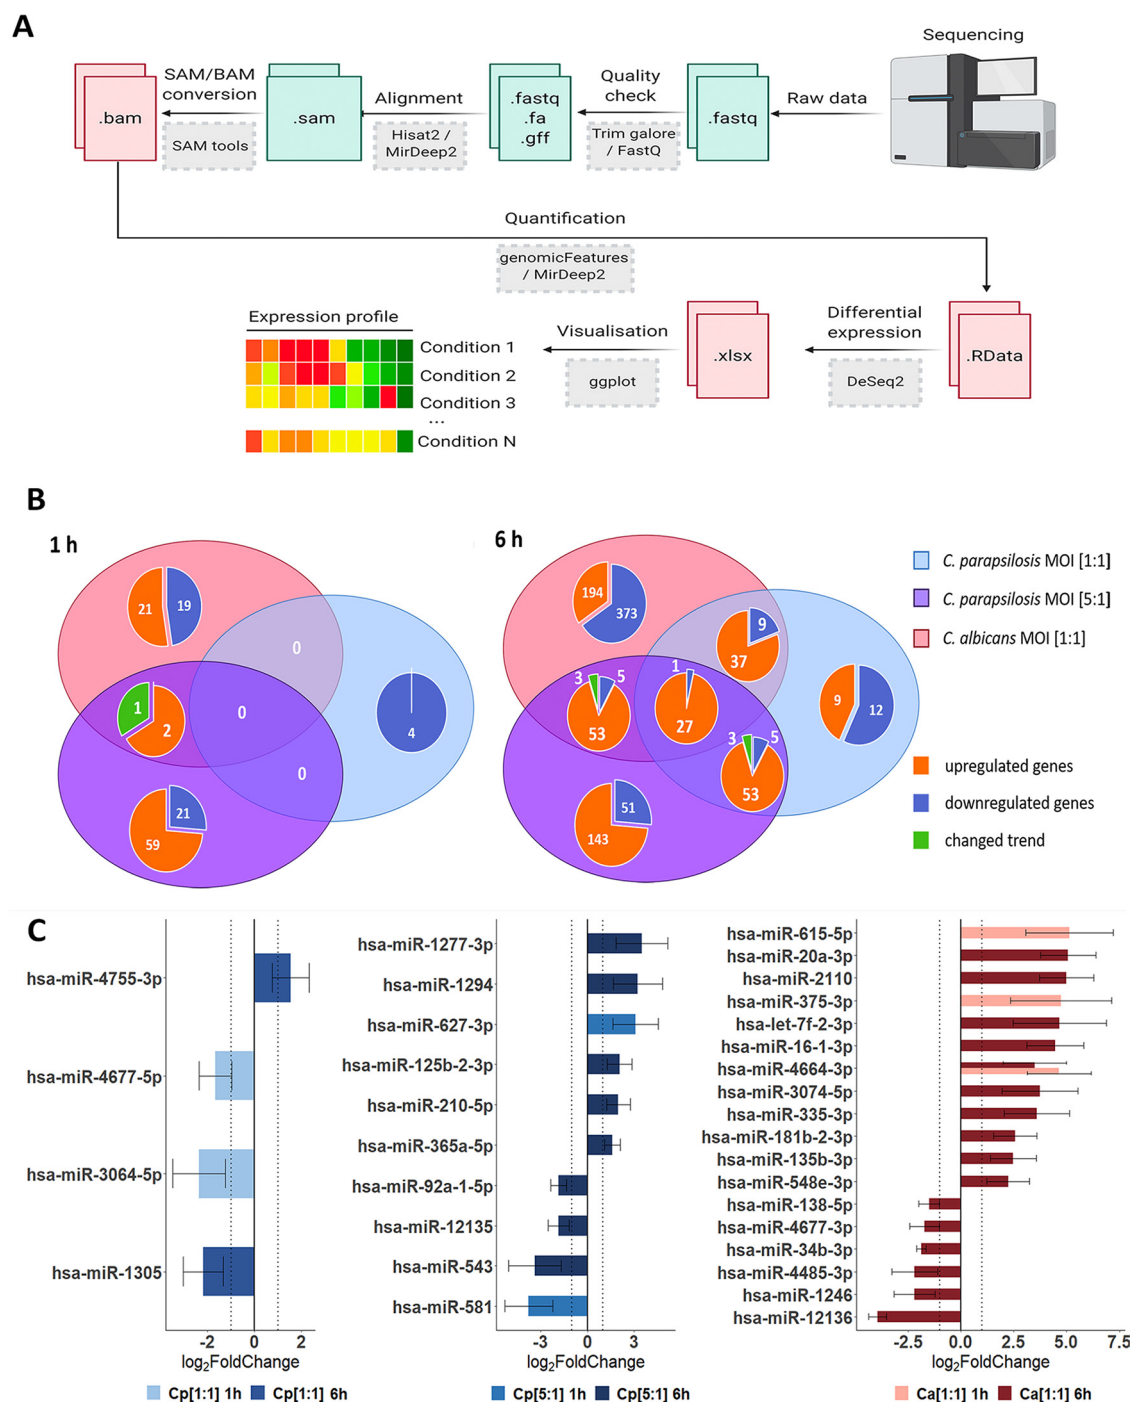 A
Sequencing
SAM/BAM
conversion
Alignment
Quality
check
Raw data
.bam
.sam
.fastq
.fa
.gff
.fastq
SAM tools
Hisat2 /
MirDeep2
Trim galore
/ FastQ
Quantification
genomicFeatures
/ MirDeep2
Expression profile
Visualisation
Differential
expression
Condition 1
Condition 2
Condition 3
...
Condition N
ggplot
.xlsx
DeSeq2
.RData
B
1 h
21
19
0
1
2
0
4
0
59
21
6 h
194
373
9
37
3
5
53
1
27
9
12
3
5
53
143
51
C. parapsilosis MOI [1:1]
C. parapsilosis MOI [5:1]
C. albicans MOI [1:1]
upregulated genes
downregulated genes
changed trend
C
hsa-miR-4755-3p
hsa-miR-4677-5p
hsa-miR-3064-5p
hsa-miR-1305
-2 0 2
log2FoldChange
Cp[1:1] 1h Cp[1:1] 6h
hsa-miR-1277-3p
hsa-miR-1294
hsa-miR-627-3p
hsa-miR-125b-2-3p
hsa-miR-210-5p
hsa-miR-365a-5p
hsa-miR-92a-1-5p
hsa-miR-12135
hsa-miR-543
hsa-miR-581
-3 0 3
log2FoldChange
Cp[5:1] 1h Cp[5:1] 6h
hsa-miR-615-5p
hsa-miR-20a-3p
hsa-miR-2110
hsa-miR-375-3p
hsa-let-7f-2-3p
hsa-miR-16-1-3p
hsa-miR-4664-3p
hsa-miR-3074-5p
hsa-miR-335-3p
hsa-miR-181b-2-3p
hsa-miR-135b-3p
hsa-miR-548e-3p
hsa-miR-138-5p
hsa-miR-4677-3p
hsa-miR-34b-3p
hsa-miR-4485-3p
hsa-miR-1246
hsa-miR-12136
-2.5 0.0 2.5 5.0 7.5
log2FoldChange
Ca[1:1] 1h Ca[1:1] 6h